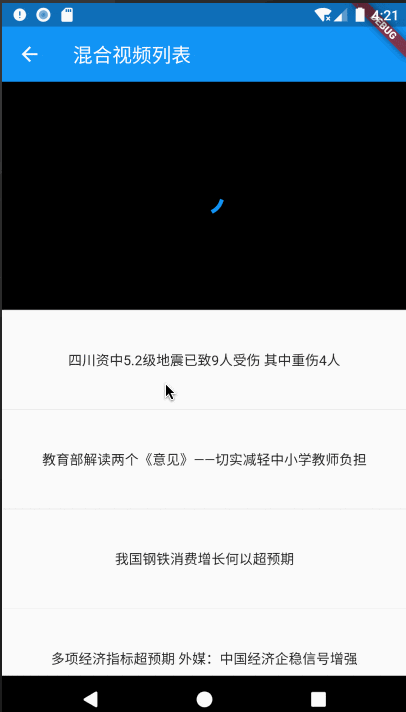 4:21
DEBUG
混合视频列表
四川资中5.2级地震已致9人受伤 其中重伤4人
教育部解读两个《意见》——切实减轻中小学教师负担
我国钢铁消费增长何以超预期
多项经济指标超预期 外媒：中国经济企稳信号增强